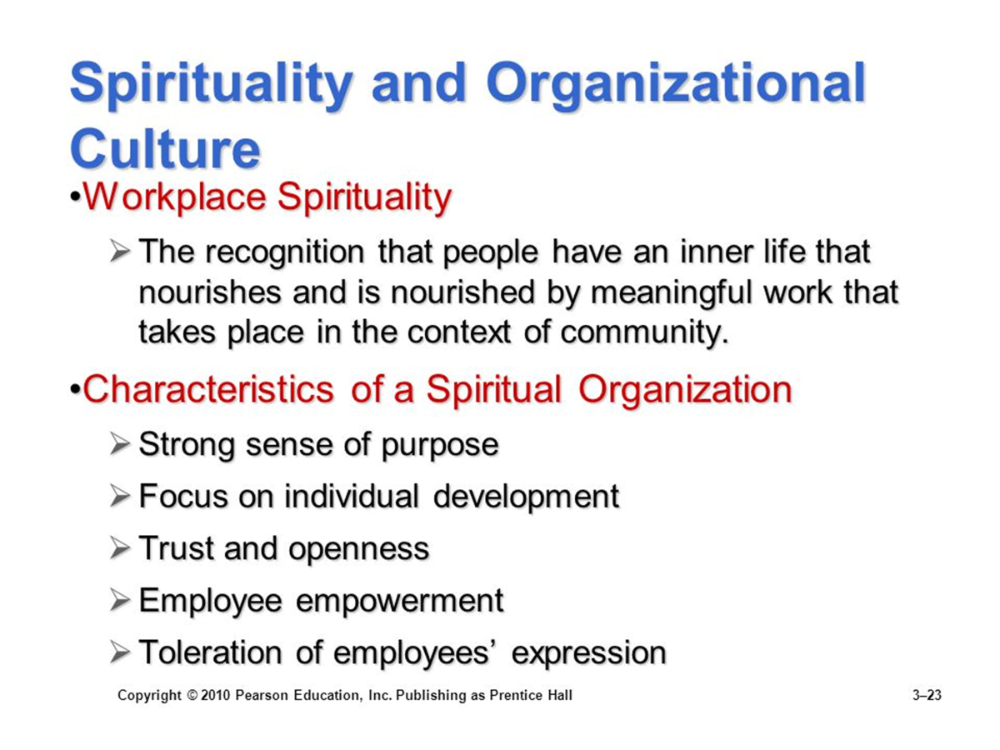 Spirituality and Organizational
Culture
•Workplace Spirituality
➢ The recognition that people have an inner life that
nourishes and is nourished by meaningful work that
takes place in the context of community.
•Characteristics of a Spiritual Organization
➢ Strong sense of purpose
➢ Focus on individual development
➢ Trust and openness
➢ Employee empowerment
➢ Toleration of employees’ expression
Copyright © 2010 Pearson Education, Inc. Publishing as Prentice Hall 3–23